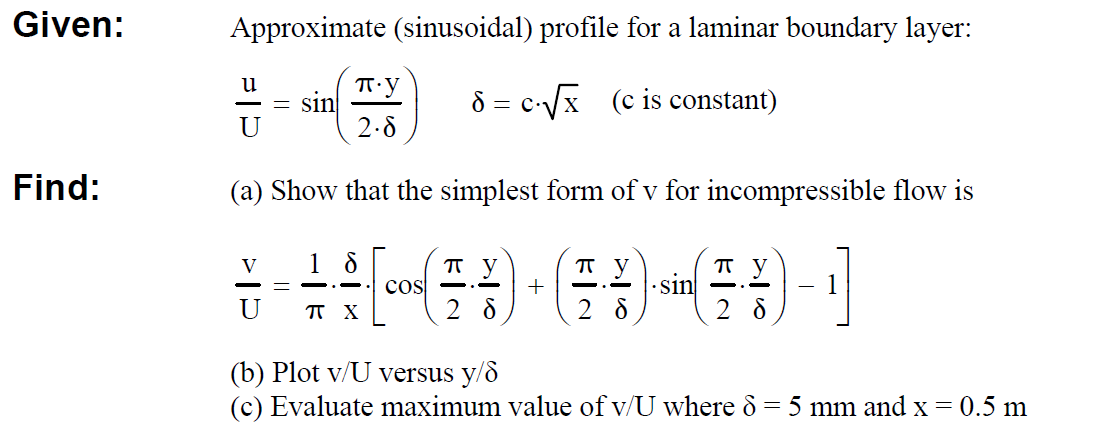 Given: Approximate (sinusoidal) profile for a laminar boundary layer:
u/U = sin(π·y/2·δ) δ = c·√x (c is constant)
Find: (a) Show that the simplest form of v for incompressible flow is
v/U = 1/π·δ/x·[cos(π/2·y/δ) + (π/2·y/δ)·sin(π/2·y/δ) − 1]
(b) Plot v/U versus y/δ
(c) Evaluate maximum value of v/U where δ = 5 mm and x = 0.5 m